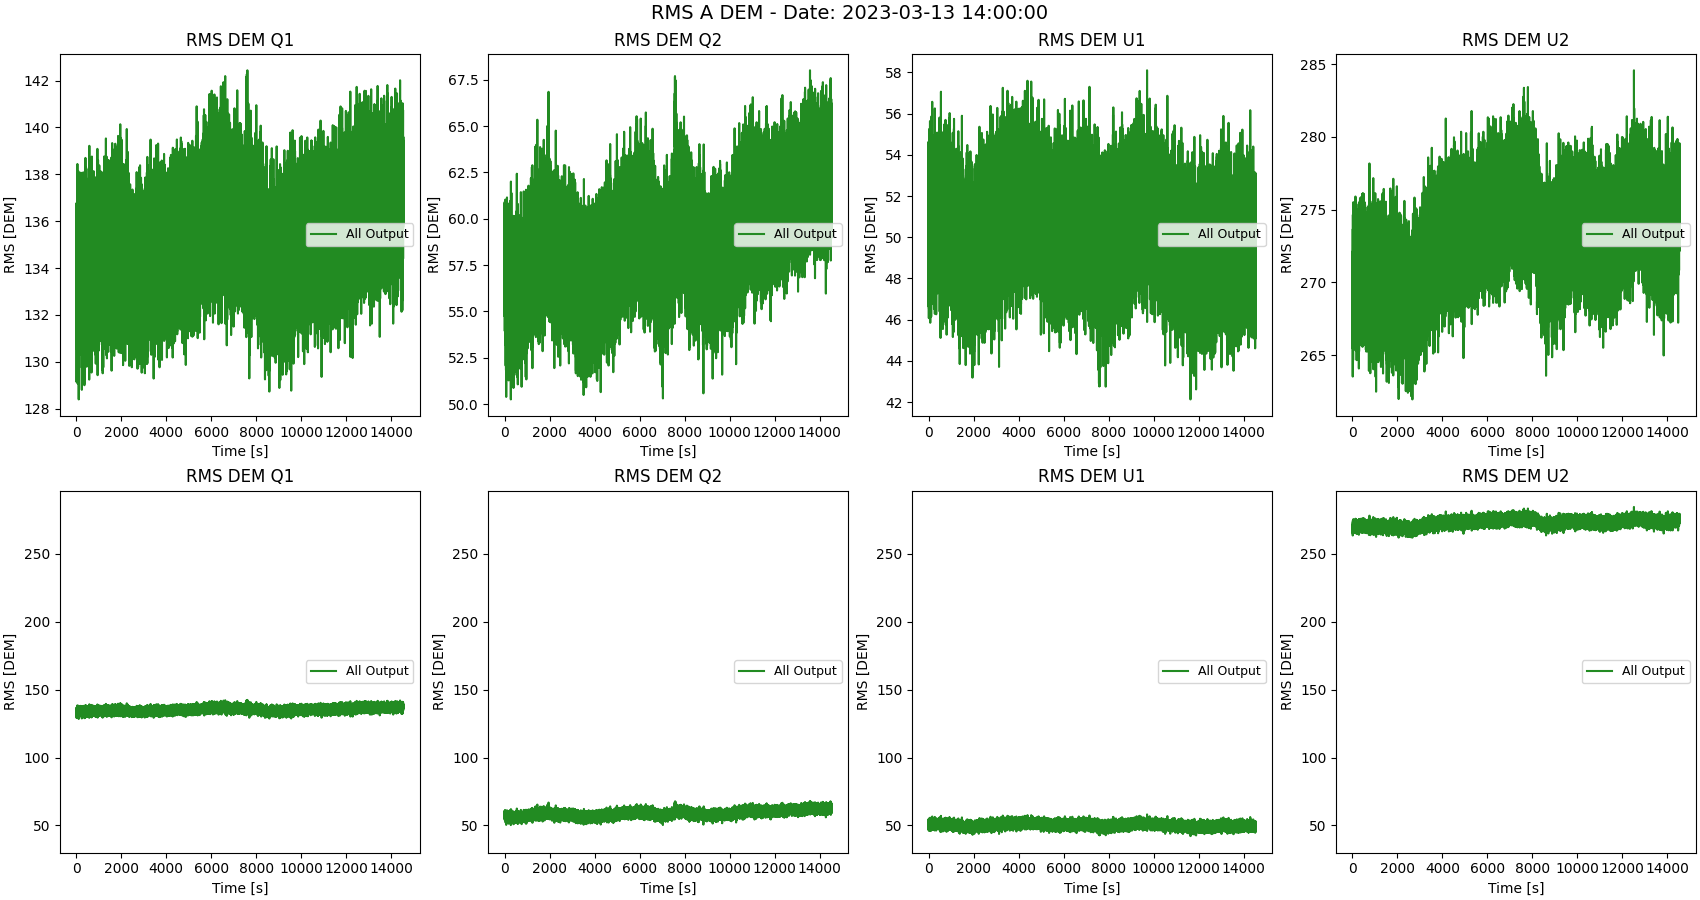 RMS A DEM - Date: 2023-03-13 14:00:00
RMS DEM Q1
RMS [DEM]
142
140
138
136
134
132
130
128
All Output
0 2000 4000 6000 8000 10000 12000 14000
Time [s]
RMS DEM Q2
RMS [DEM]
67.5
65.0
62.5
60.0
57.5
55.0
52.5
50.0
All Output
0 2000 4000 6000 8000 10000 12000 14000
Time [s]
RMS DEM U1
RMS [DEM]
58
56
54
52
50
48
46
44
42
All Output
0 2000 4000 6000 8000 10000 12000 14000
Time [s]
RMS DEM U2
RMS [DEM]
285
280
275
270
265
All Output
0 2000 4000 6000 8000 10000 12000 14000
Time [s]
RMS DEM Q1
RMS [DEM]
250
200
150
100
50
All Output
0 2000 4000 6000 8000 10000 12000 14000
Time [s]
RMS DEM Q2
RMS [DEM]
250
200
150
100
50
All Output
0 2000 4000 6000 8000 10000 12000 14000
Time [s]
RMS DEM U1
RMS [DEM]
250
200
150
100
50
All Output
0 2000 4000 6000 8000 10000 12000 14000
Time [s]
RMS DEM U2
RMS [DEM]
250
200
150
100
50
All Output
0 2000 4000 6000 8000 10000 12000 14000
Time [s]